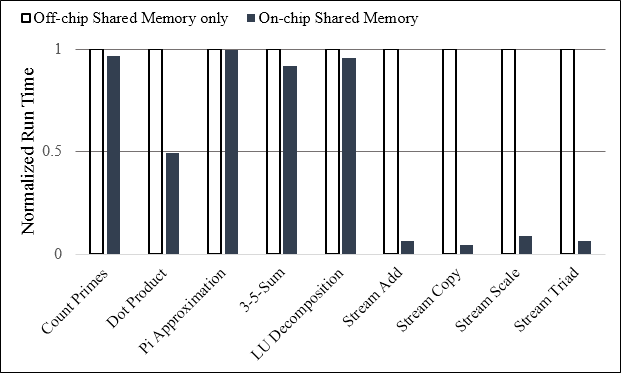 Off-chip Shared Memory only
On-chip Shared Memory
Normalized Run Time
1
0.5
0
Count Primes
Dot Product
Pi Approximation
3-5-Sum
LU Decomposition
Stream Add
Stream Copy
Stream Scale
Stream Triad